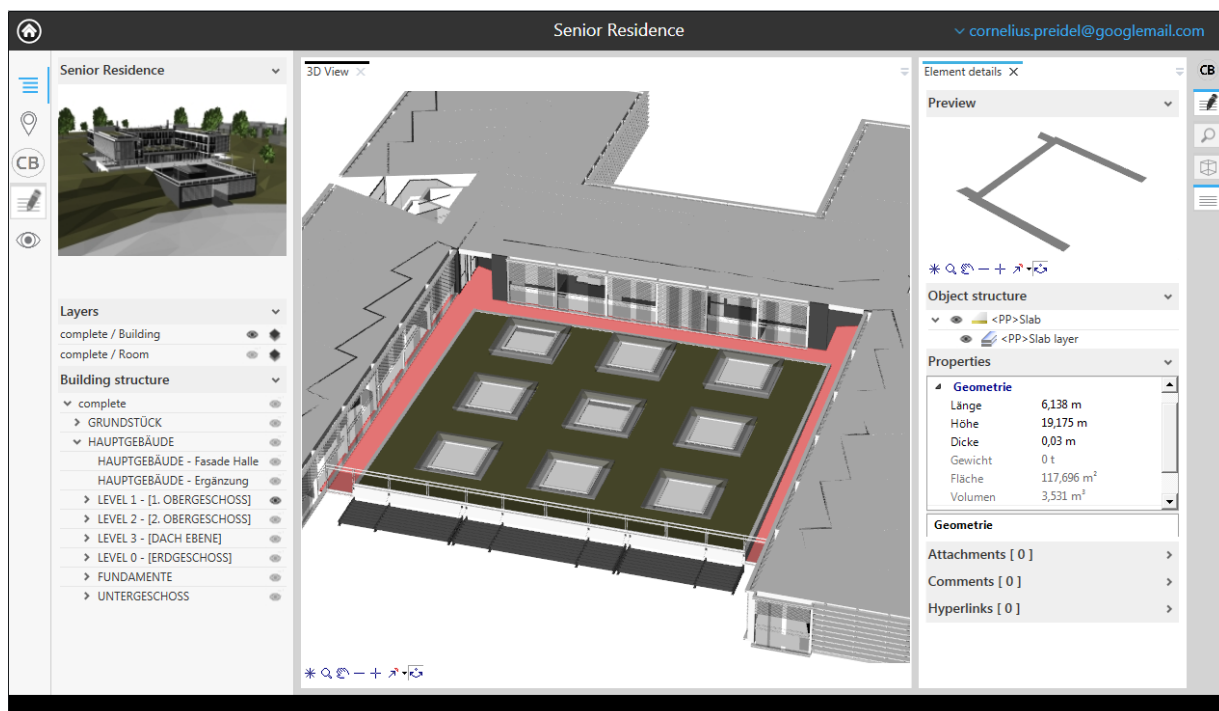 Senior Residence
cornelius.preidel@googlemail.com
Senior Residence
CB
Layers
complete / Building
complete / Room
Building structure
complete
GRUNDSTÜCK
HAUPTGEBÄUDE
HAUPTGEBÄUDE - Fasade Halle
HAUPTGEBÄUDE - Ergänzung
LEVEL 1 - [1. OBERGESCHOSS]
LEVEL 2 - [2. OBERGESCHOSS]
LEVEL 3 - [DACH EBENE]
LEVEL 0 - [ERDGESCHOSS]
FUNDAMENTE
UNTERGESCHOSS
3D View
Element details
CB
Preview
Object structure
<PP>Slab
<PP>Slab layer
Properties
Geometrie
Länge 6,138 m
Höhe 19,175 m
Dicke 0,03 m
Gewicht 0 t
Fläche 117,696 m²
Volumen 3,531 m³
Geometrie
Attachments [ 0 ]
Comments [ 0 ]
Hyperlinks [ 0 ]